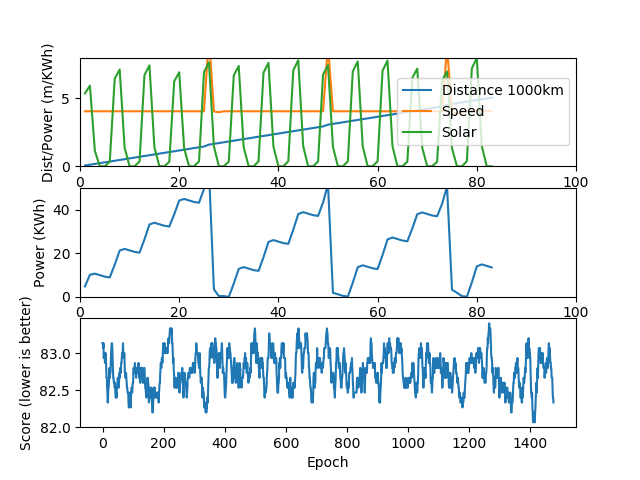 Dist/Power (m/KWh)
5
0
Distance 1000km
Speed
Solar
0 20 40 60 80 100
Power (KWh)
40
20
0
0 20 40 60 80 100
Score (lower is better)
83.0
82.5
82.0
0 200 400 600 800 1000 1200 1400
Epoch